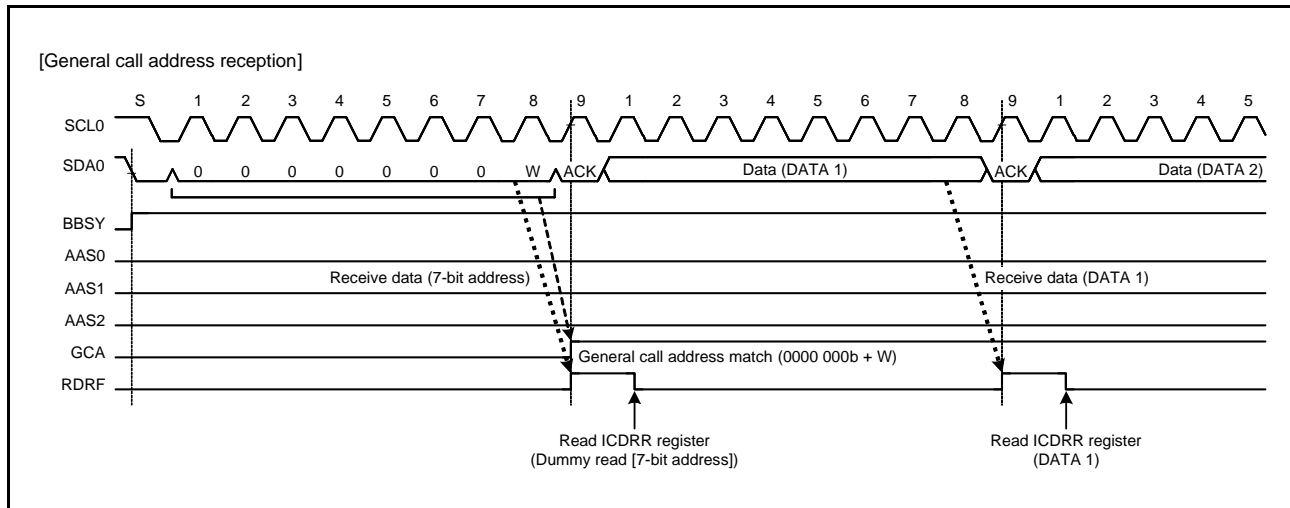 [General call address reception]
S 1 2 3 4 5 6 7 8 9 1 2 3 4 5 6 7 8 9 1 2 3 4 5
SCL0
SDA0 0 0 0 0 0 0 0 W ACK Data (DATA 1) ACK Data (DATA 2)
BBSY
AAS0
Receive data (7-bit address) Receive data (DATA 1)
AAS1
AAS2
GCA General call address match (0000 000b + W)
RDRF
Read ICDRR register
(Dummy read [7-bit address])
Read ICDRR register
(DATA 1)